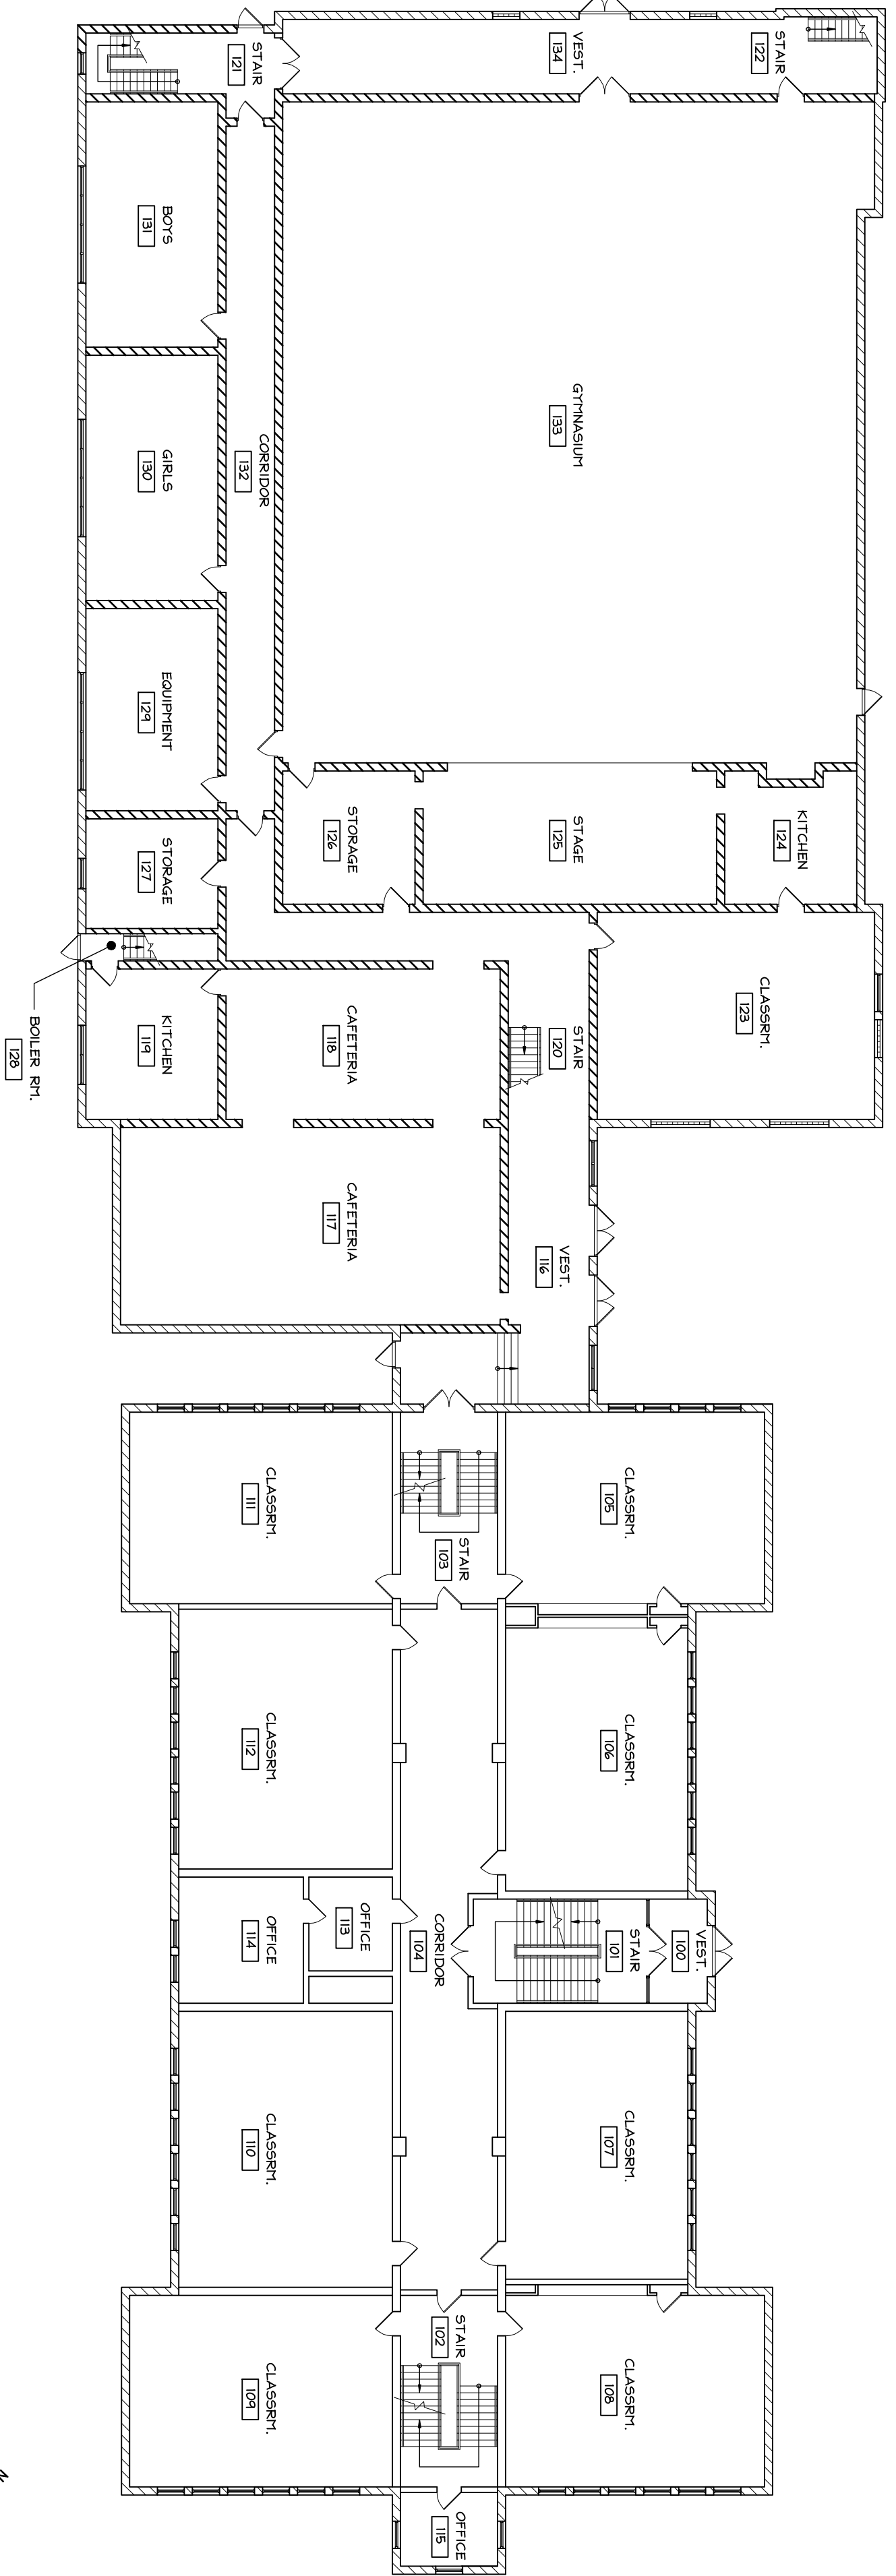 STAIR
121
VEST.
134
STAIR
122
BOYS
131
GIRLS
130
CORRIDOR
132
GYMNASIUM
133
EQUIPMENT
129
STORAGE
127
STORAGE
126
STAGE
125
KITCHEN
124
BOILER RM.
128
KITCHEN
119
CAFETERIA
118
STAIR
120
CLASSRM.
123
CAFETERIA
117
VEST.
116
CLASSRM.
111
STAIR
103
CLASSRM.
105
CLASSRM.
112
CLASSRM.
106
OFFICE
114
OFFICE
113
CORRIDOR
104
STAIR
101
VEST.
100
CLASSRM.
110
CLASSRM.
107
CLASSRM.
109
STAIR
102
CLASSRM.
108
OFFICE
115